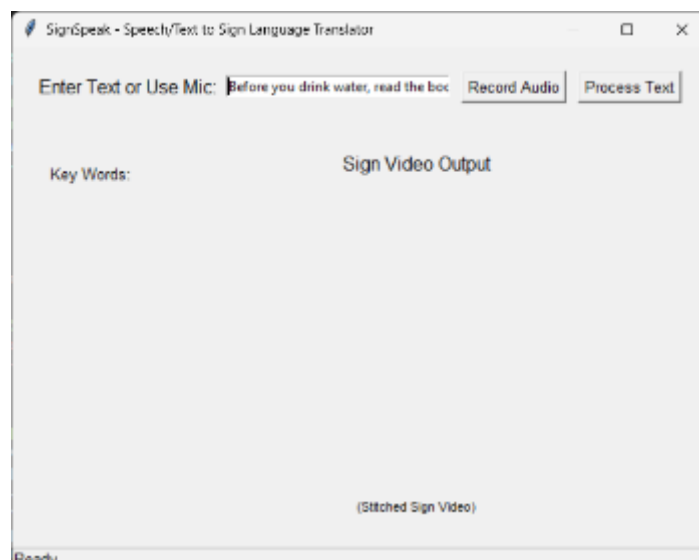 SignSpeak - Speech/Text to Sign Language Translator
Enter Text or Use Mic: Before you drink water, read the boo Record Audio Process Text
Key Words:
Sign Video Output
(Stitched Sign Video)
Ready